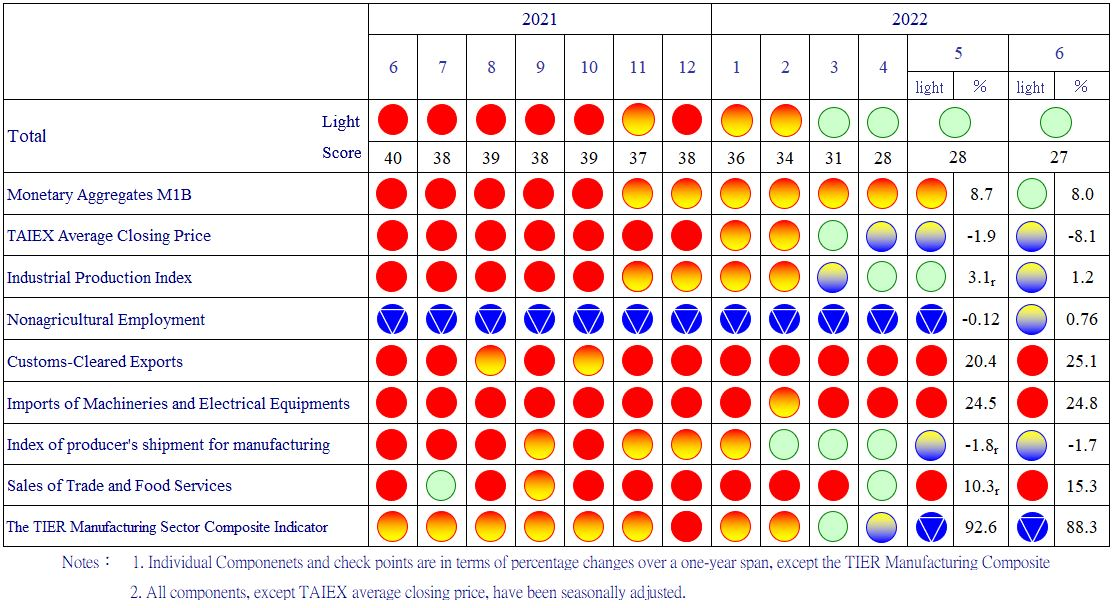 2021 2022
6 7 8 9 10 11 12 1 2 3 4 5 6
light % light %
Total Light
Score 40 38 39 38 39 37 38 36 34 31 28 28 27
Monetary Aggregates M1B 8.7 8.0
TAIEX Average Closing Price -1.9 -8.1
Industrial Production Index 3.1r 1.2
Nonagricultural Employment -0.12 0.76
Customs-Cleared Exports 20.4 25.1
Imports of Machineries and Electrical Equipments 24.5 24.8
Index of producer's shipment for manufacturing -1.8r -1.7
Sales of Trade and Food Services 10.3r 15.3
The TIER Manufacturing Sector Composite Indicator 92.6 88.3
Notes： 1. Individual Componenets and check points are in terms of percentage changes over a one-year span, except the TIER Manufacturing Composite
2. All components, except TAIEX average closing price, have been seasonally adjusted.